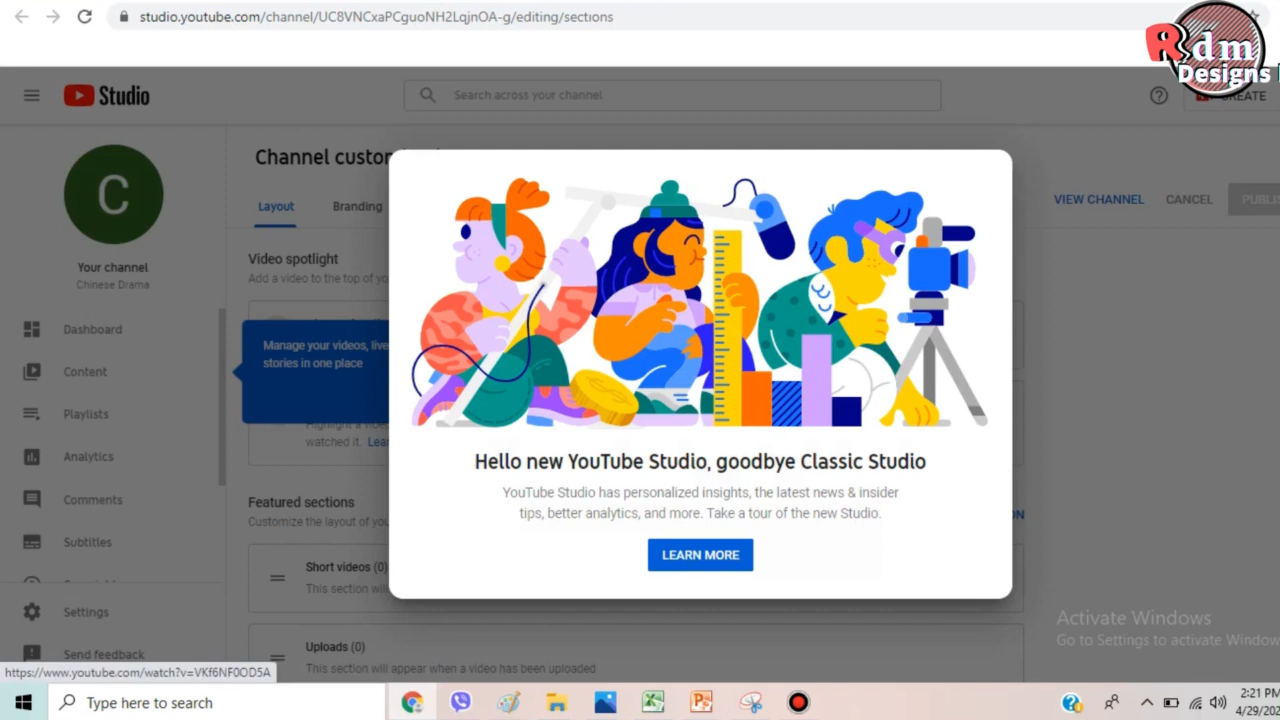 studio.youtube.com/channel/UC8VNCxaPCguoNH2LqjnOA-g/editing/sections
Rdm
Designs
Studio
Search across your channel
CREATE
C
Channel
Layout
Branding
VIEW CHANNEL
CANCEL
Your channel
Chinese Drama
Video spotlight
Add a video to the top of
Dashboard
Content
Playlists
Analytics
Comments
Subtitles
Settings
Send feedback
Manage your videos, live
stories in one place
Highlight a
watched it.
Featured sections
Customize the layout of
Short videos (0)
This section
Uploads (0)
This section will appear when a video has been uploaded
Hello new YouTube Studio, goodbye Classic Studio
YouTube Studio has personalized insights, the latest news & insider
tips, better analytics, and more. Take a tour of the new Studio.
LEARN MORE
Activate Windows
Go to Settings to activate
https://www.youtube.com/watch?v=VKf6NF0OD5A
Type here to search
2:21 PM